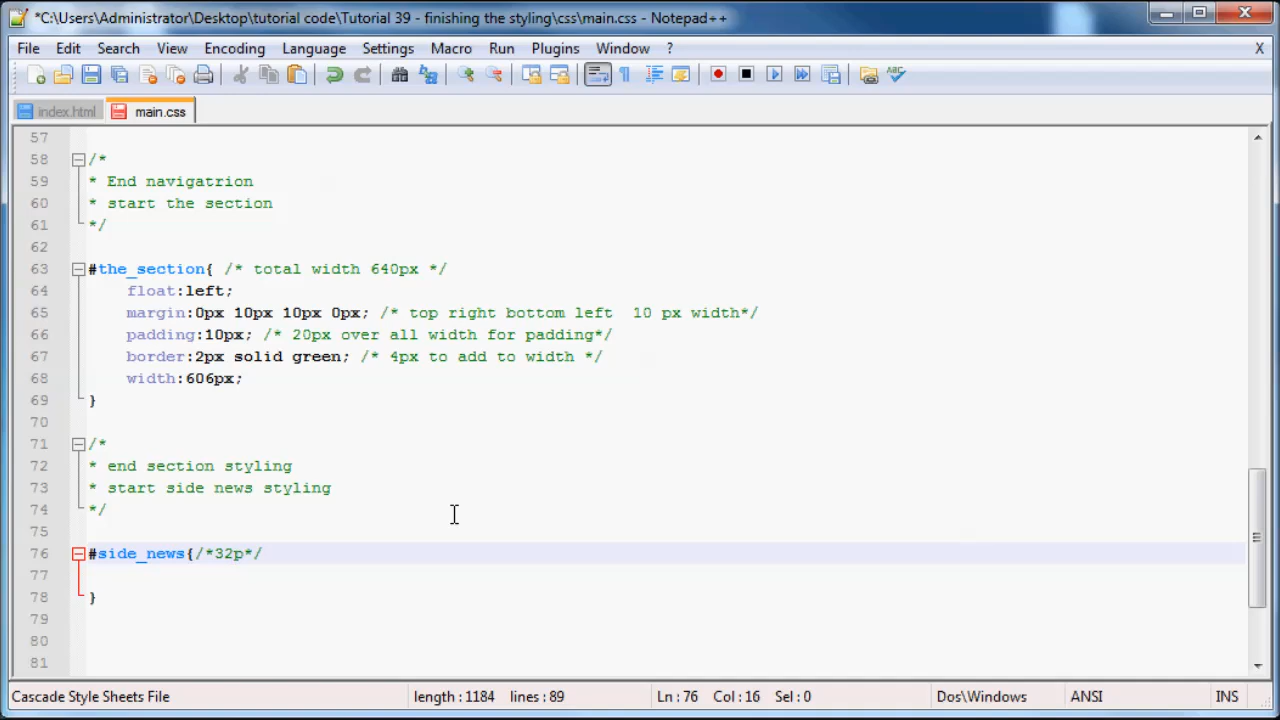 *C:\Users\Administrator\Desktop\tutorial code\Tutorial 39 - finishing the styling\css\main.css - Notepad++
File Edit Search View Encoding Language Settings Macro Run Plugins Window ? X
index.html main.css
57
58 /*
59 * End navigatrion
60 * start the section
61 */
62
63 #the_section{ /* total width 640px */
64 float:left;
65 margin:0px 10px 10px 0px; /* top right bottom left  10 px width*/
66 padding:10px; /* 20px over all width for padding*/
67 border:2px solid green; /* 4px to add to width */
68 width:606px;
69 }
70
71 /*
72 * end section styling
73 * start side news styling
74 */
75
76 #side_news{/*32p*/
77
78 }
79
80
81
Cascade Style Sheets File length : 1184 lines : 89 Ln : 76 Col : 16 Sel : 0 Dos\Windows ANSI INS